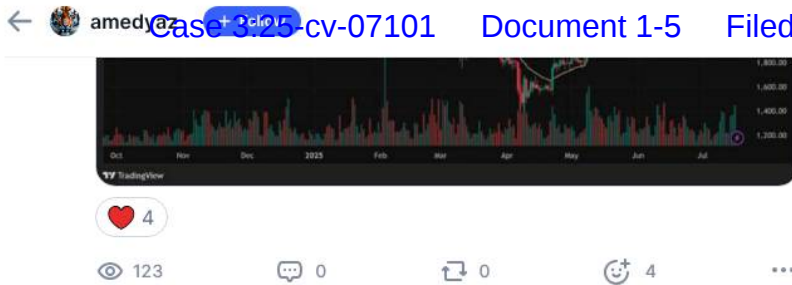 amedyaz + Follow
Case 3:25-cv-07101 Document 1-5 Filed
1,800.00
1,600.00
1,400.00
1,200.00
Oct Nov Dec 2025 Feb Mar Apr May Jun Jul
TradingView
4
123 0 0 4